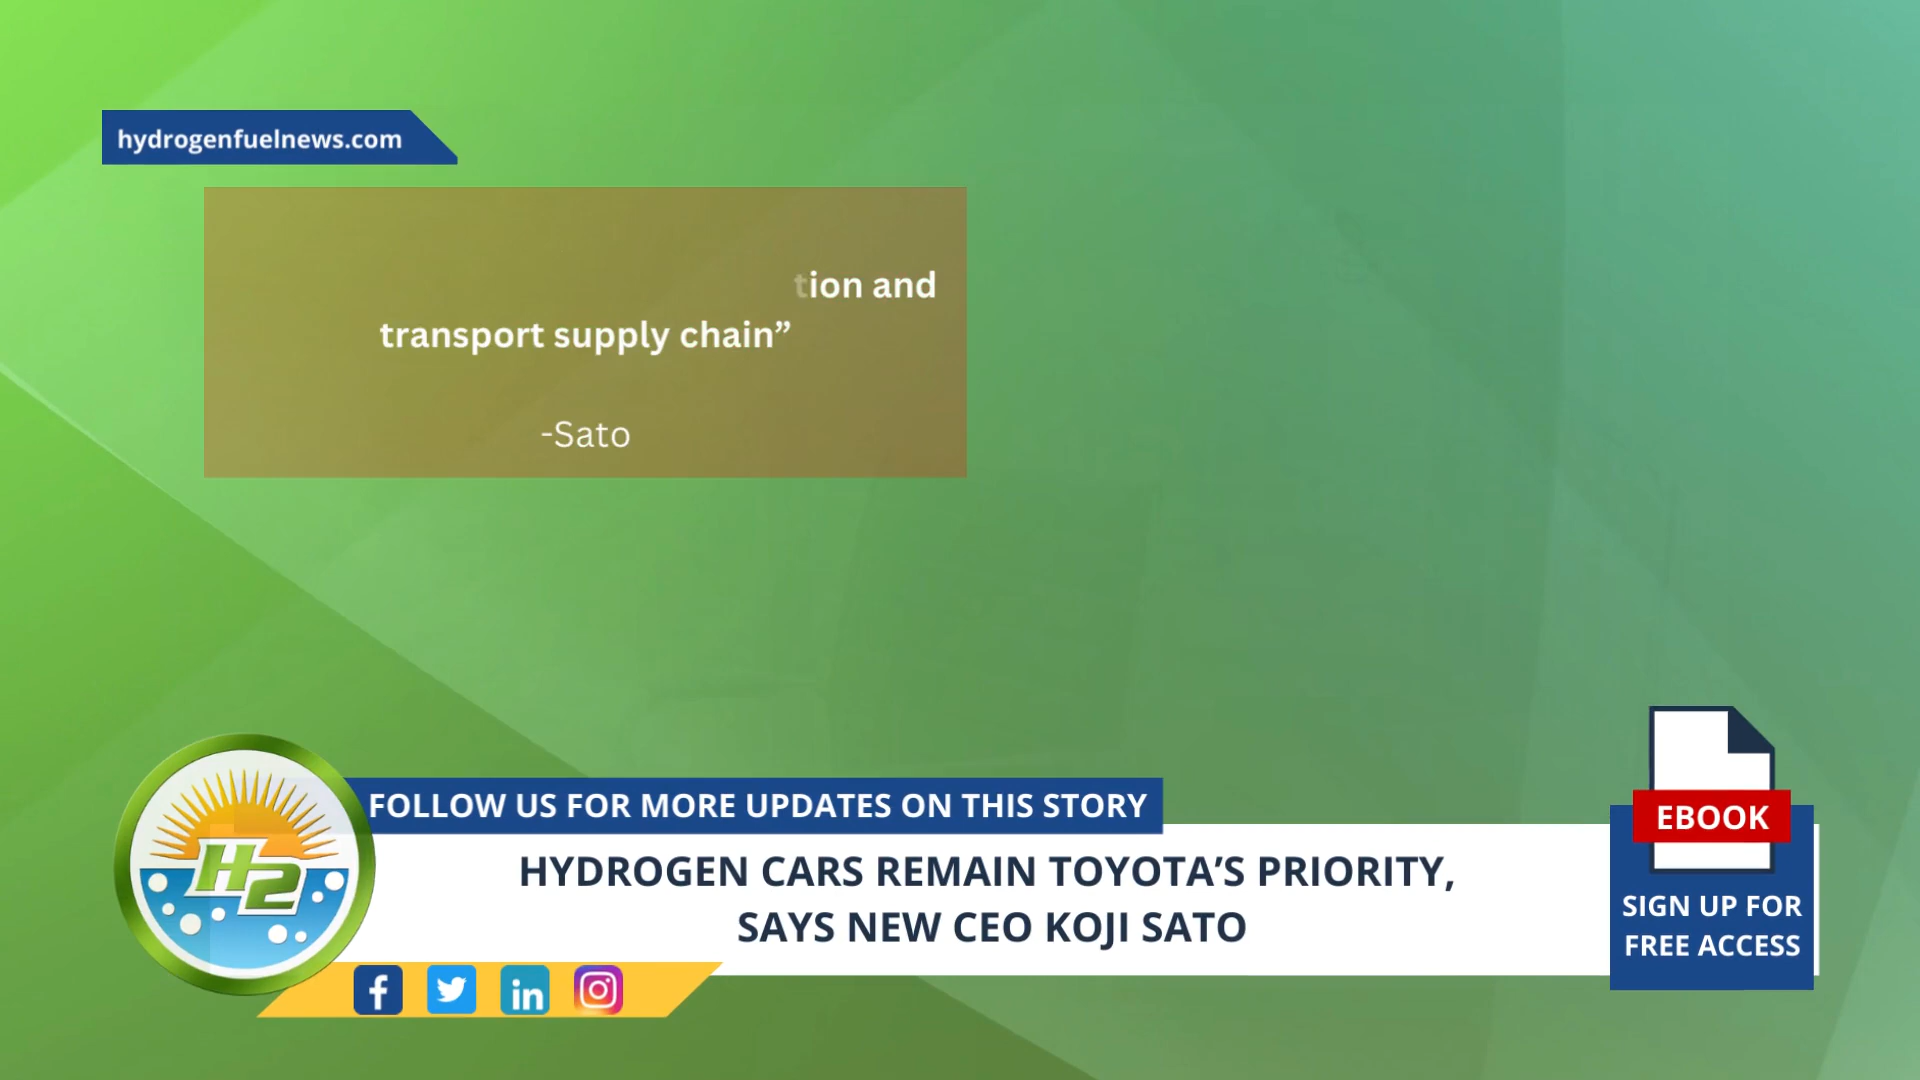 hydrogenfuelnews.com
tion and
transport supply chain”
-Sato
FOLLOW US FOR MORE UPDATES ON THIS STORY
HYDROGEN CARS REMAIN TOYOTA’S PRIORITY,
SAYS NEW CEO KOJI SATO
H2
EBOOK
SIGN UP FOR
FREE ACCESS